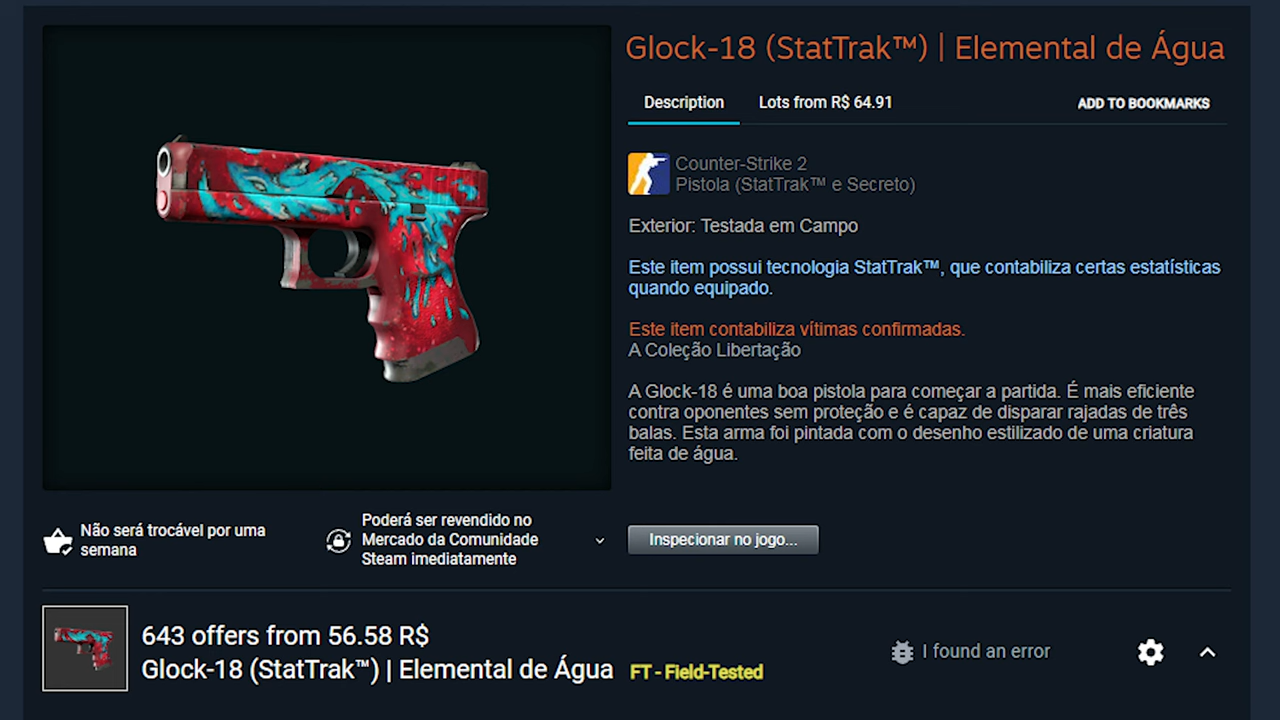 Glock-18 (StatTrak™) | Elemental de Água
Description
Lots from R$ 64.91
ADD TO BOOKMARKS
Counter-Strike 2
Pistola (StatTrak™ e Secreto)
Exterior: Testada em Campo
Este item possui tecnologia StatTrak™, que contabiliza certas estatísticas
quando equipado.
Este item contabiliza vítimas confirmadas.
A Coleção Libertação
A Glock-18 é uma boa pistola para começar a partida. É mais eficiente
contra oponentes sem proteção e é capaz de disparar rajadas de três
balas. Esta arma foi pintada com o desenho estilizado de uma criatura
feita de água.
Não será trocável por uma
semana
Poderá ser revendido no
Mercado da Comunidade
Steam imediatamente
Inspecionar no jogo...
643 offers from 56.58 R$
Glock-18 (StatTrak™) | Elemental de Água
FT - Field-Tested
I found an error